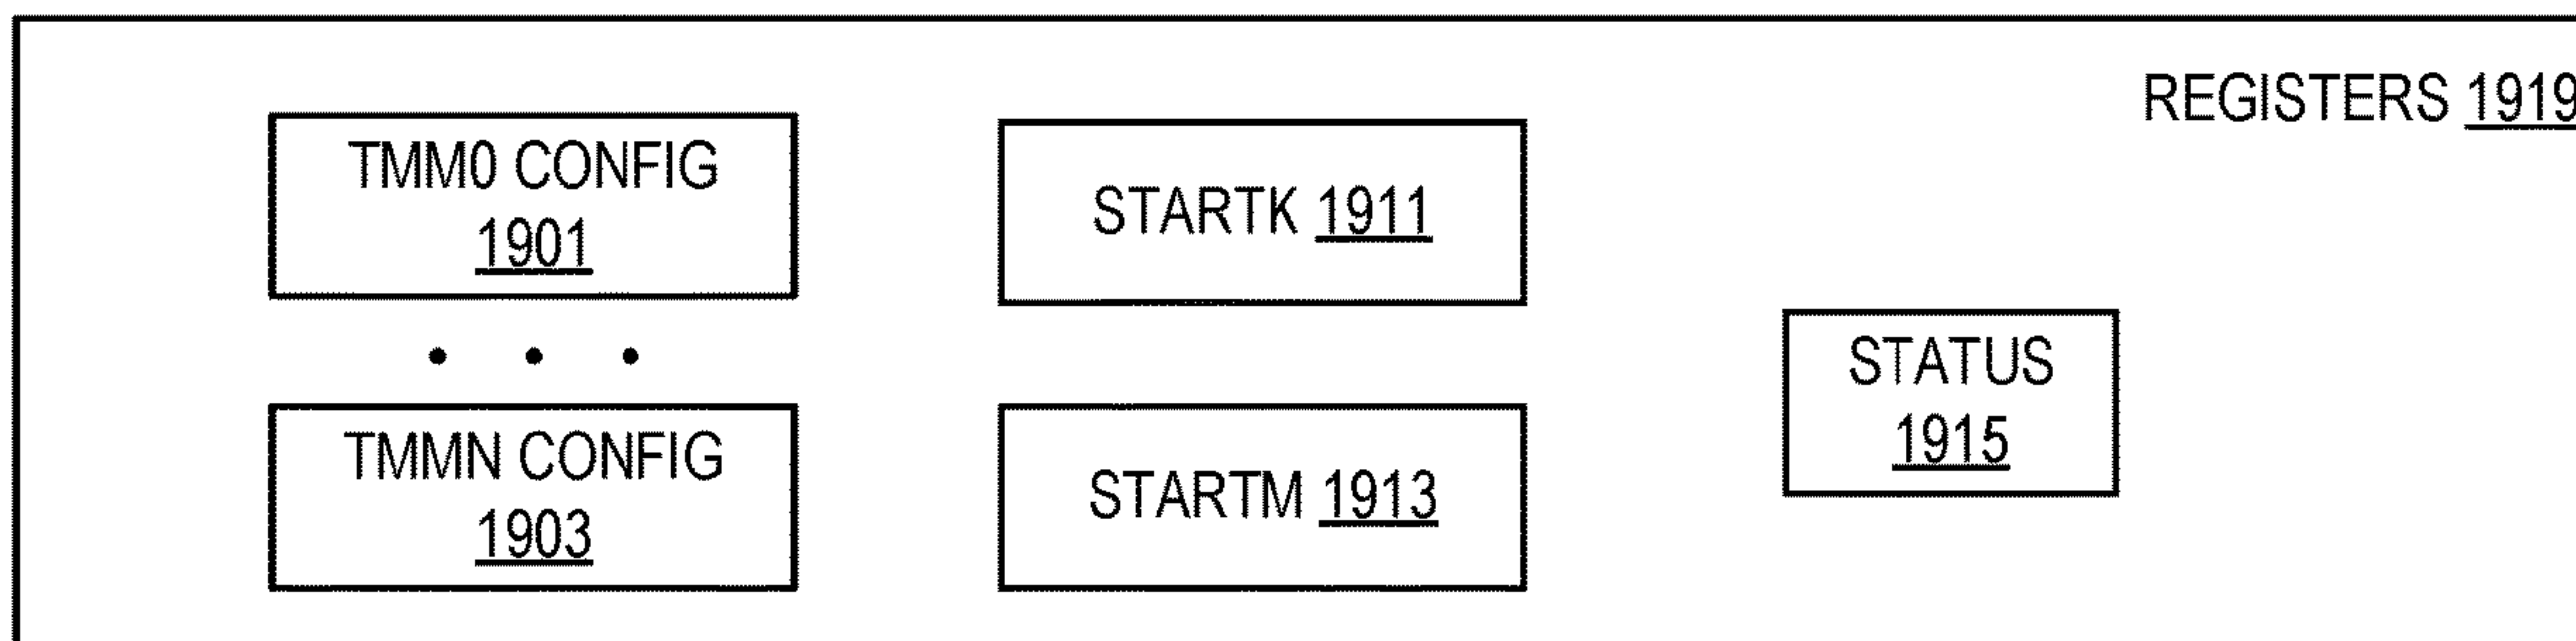 REGISTERS 1919
TMM0 CONFIG
1901
STARTK 1911
TMMN CONFIG
1903
STARTM 1913
STATUS
1915